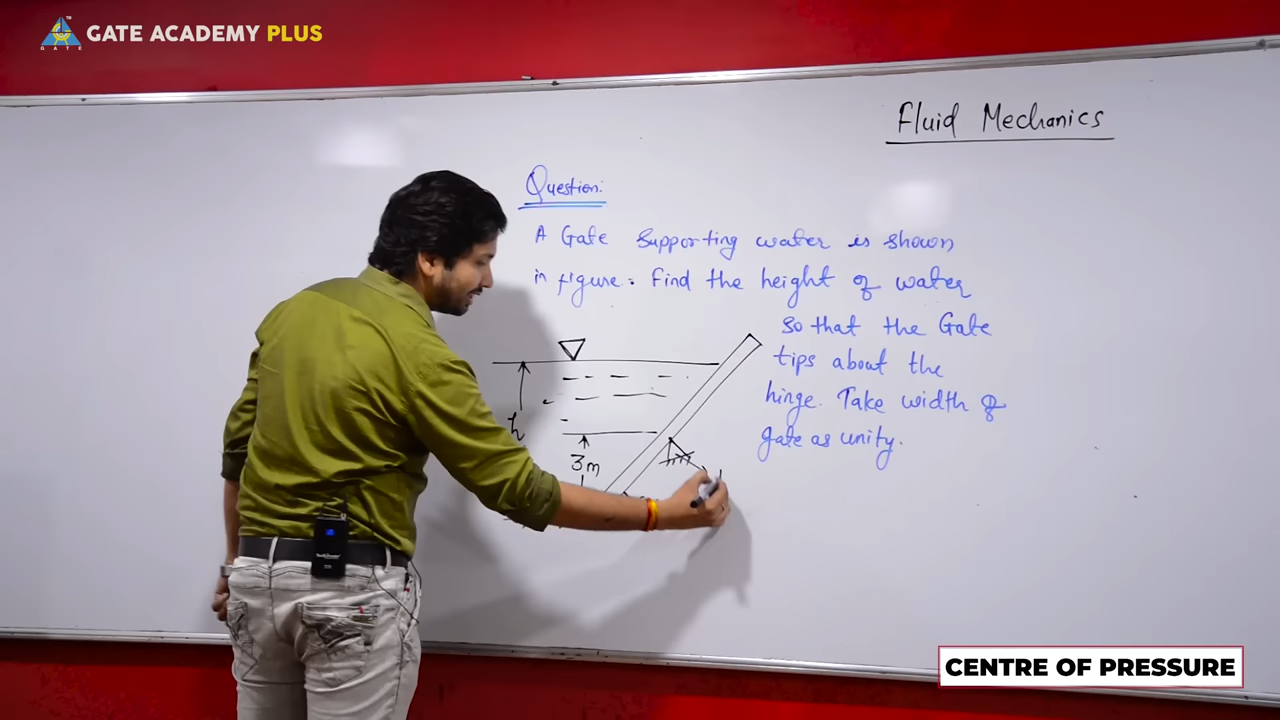 GATE ACADEMY PLUS
GATE
Fluid Mechanics
Question:
A Gate supporting water is shown
in figure. Find the height of water
so that the Gate
tips about the
hinge. Take width of
gate as unity.
h
3m
CENTRE OF PRESSURE